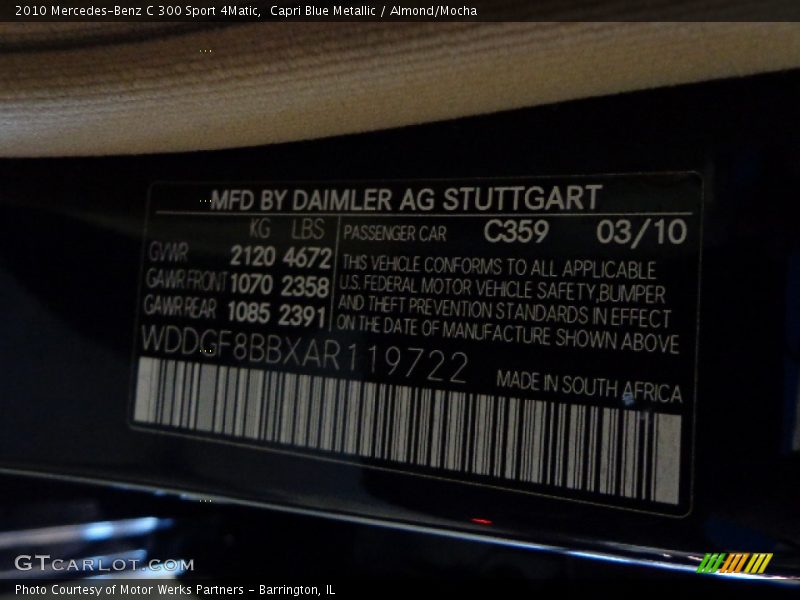 2010 Mercedes-Benz C 300 Sport 4Matic,  Capri Blue Metallic / Almond/Mocha
MFD BY DAIMLER AG STUTTGART
KG LBS
GVWR 2120 4672
GAWR FRONT 1070 2358
GAWR REAR 1085 2391
PASSENGER CAR C359 03/10
THIS VEHICLE CONFORMS TO ALL APPLICABLE
U.S. FEDERAL MOTOR VEHICLE SAFETY, BUMPER
AND THEFT PREVENTION STANDARDS IN EFFECT
ON THE DATE OF MANUFACTURE SHOWN ABOVE
WDDGF8BBXAR119722
MADE IN SOUTH AFRICA
GTCARLOT.COM
Photo Courtesy of Motor Werks Partners - Barrington, IL